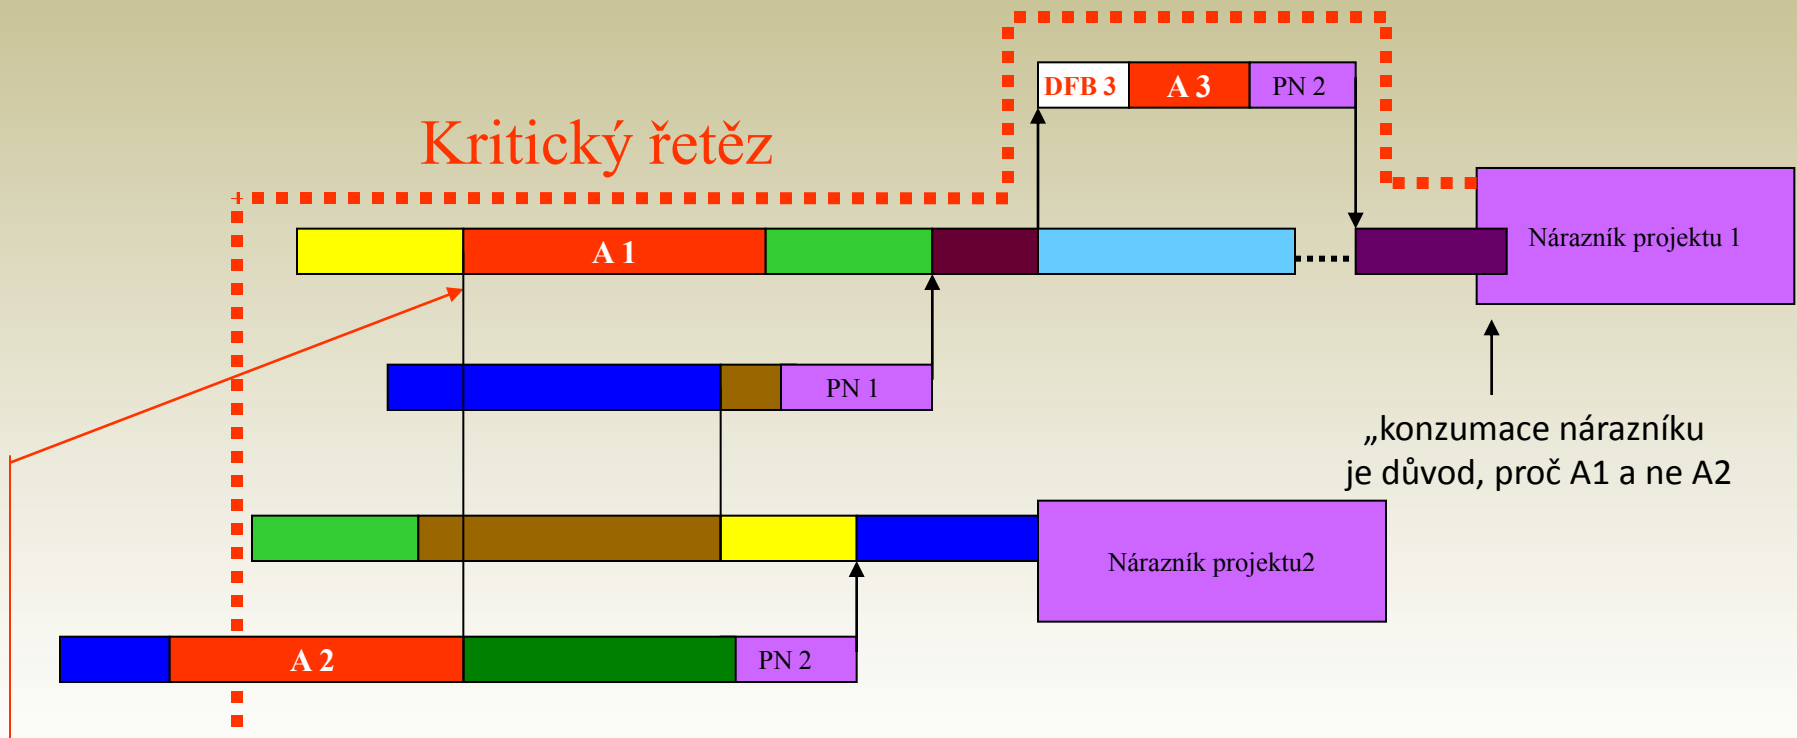 DFB 3 A 3 PN 2
Kritický řetěz
A 1
Nárazník projektu 1
PN 1
„konzumace nárazníku
je důvod, proč A1 a ne A2
Nárazník projektu2
A 2
PN 2